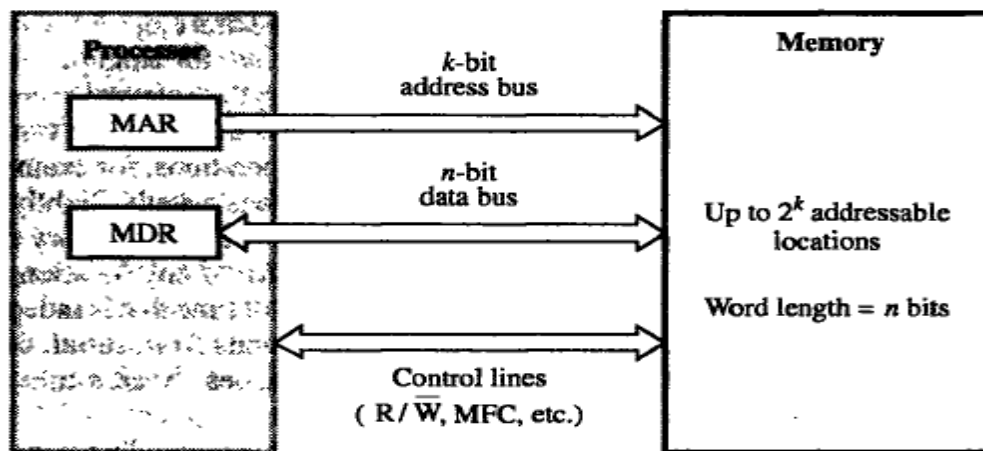 Processor
Memory
k-bit
address bus
MAR
n-bit
data bus
MDR
Up to 2^k addressable
locations
Word length = n bits
Control lines
( R / W̅, MFC, etc.)